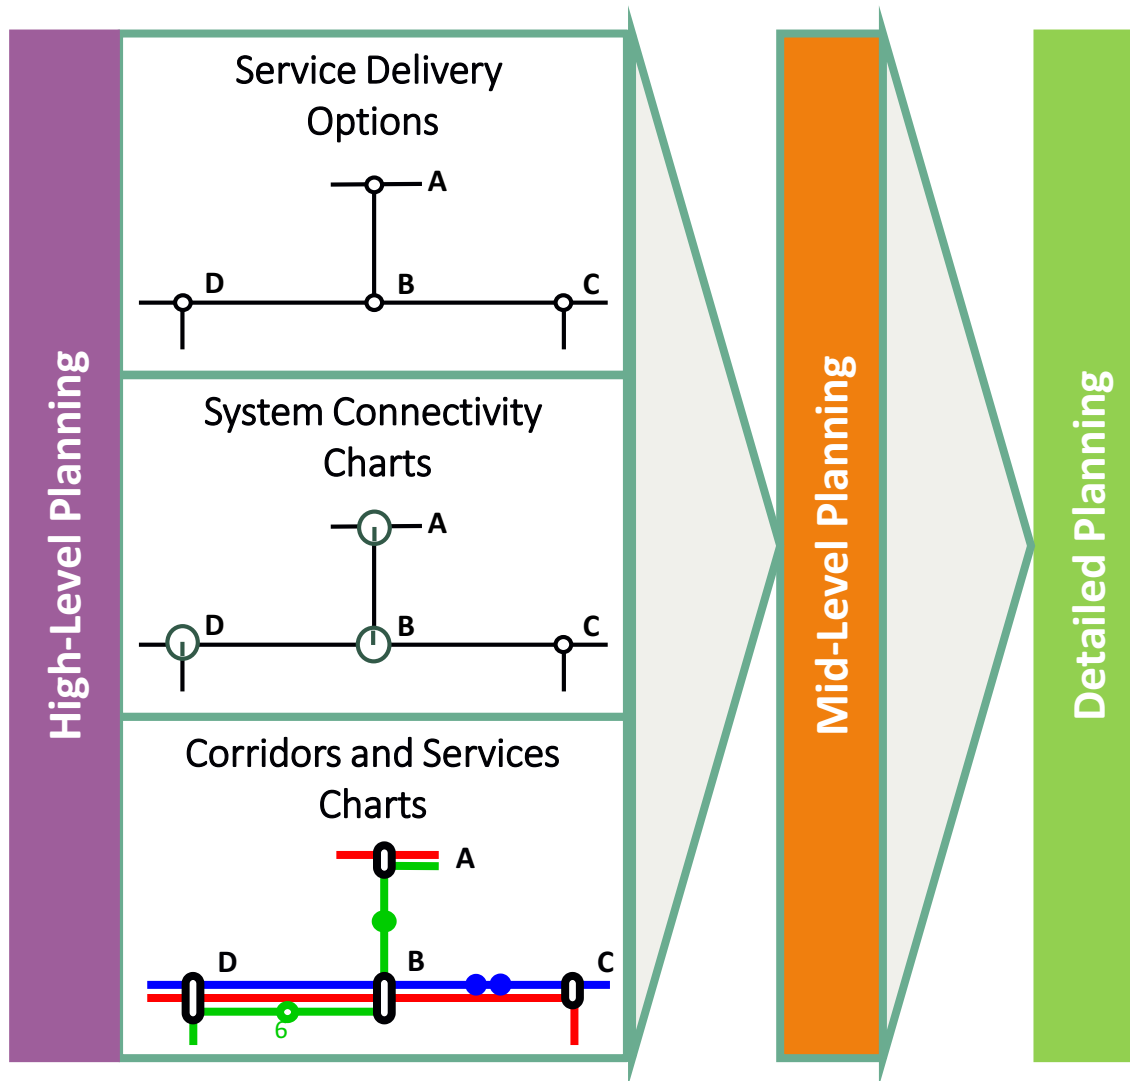 High-Level Planning
Service Delivery
Options
A
D
B
C
System Connectivity
Charts
A
D
B
C
Corridors and Services
Charts
A
D
B
C
6
Mid-Level Planning
Detailed Planning